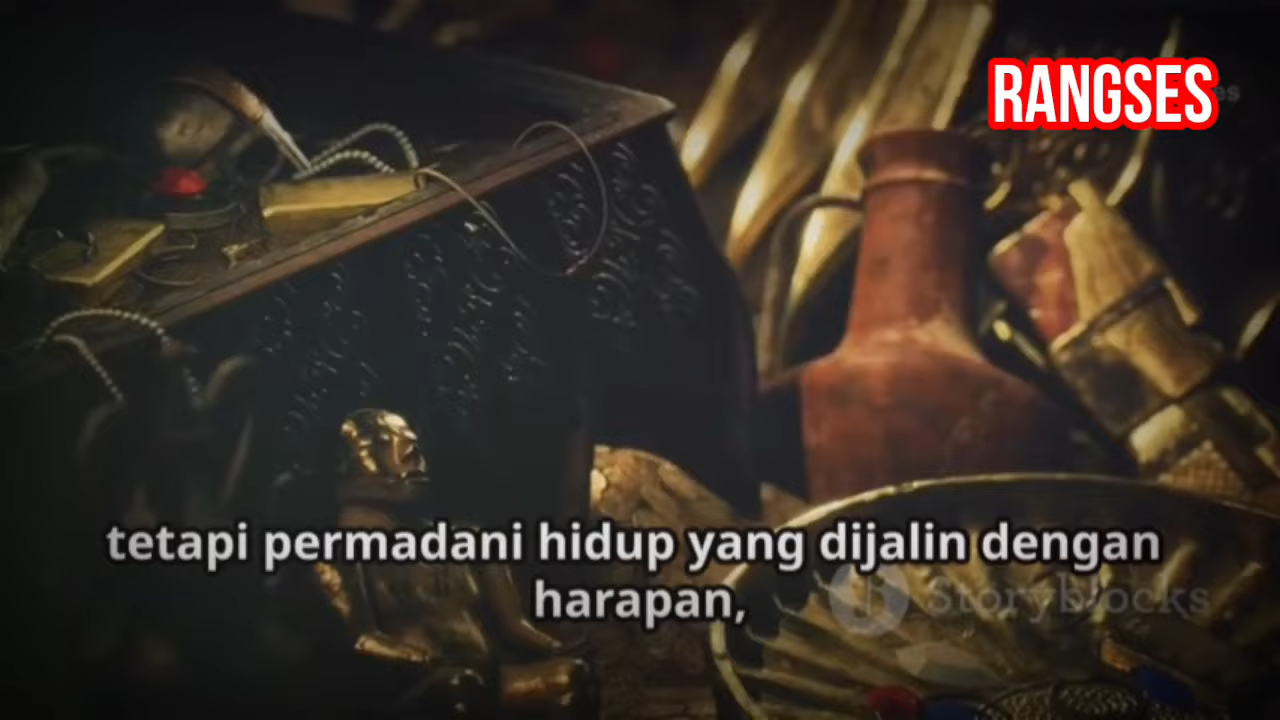 RANGSES
tetapi permadani hidup yang dijalin dengan
harapan,
Storyblocks